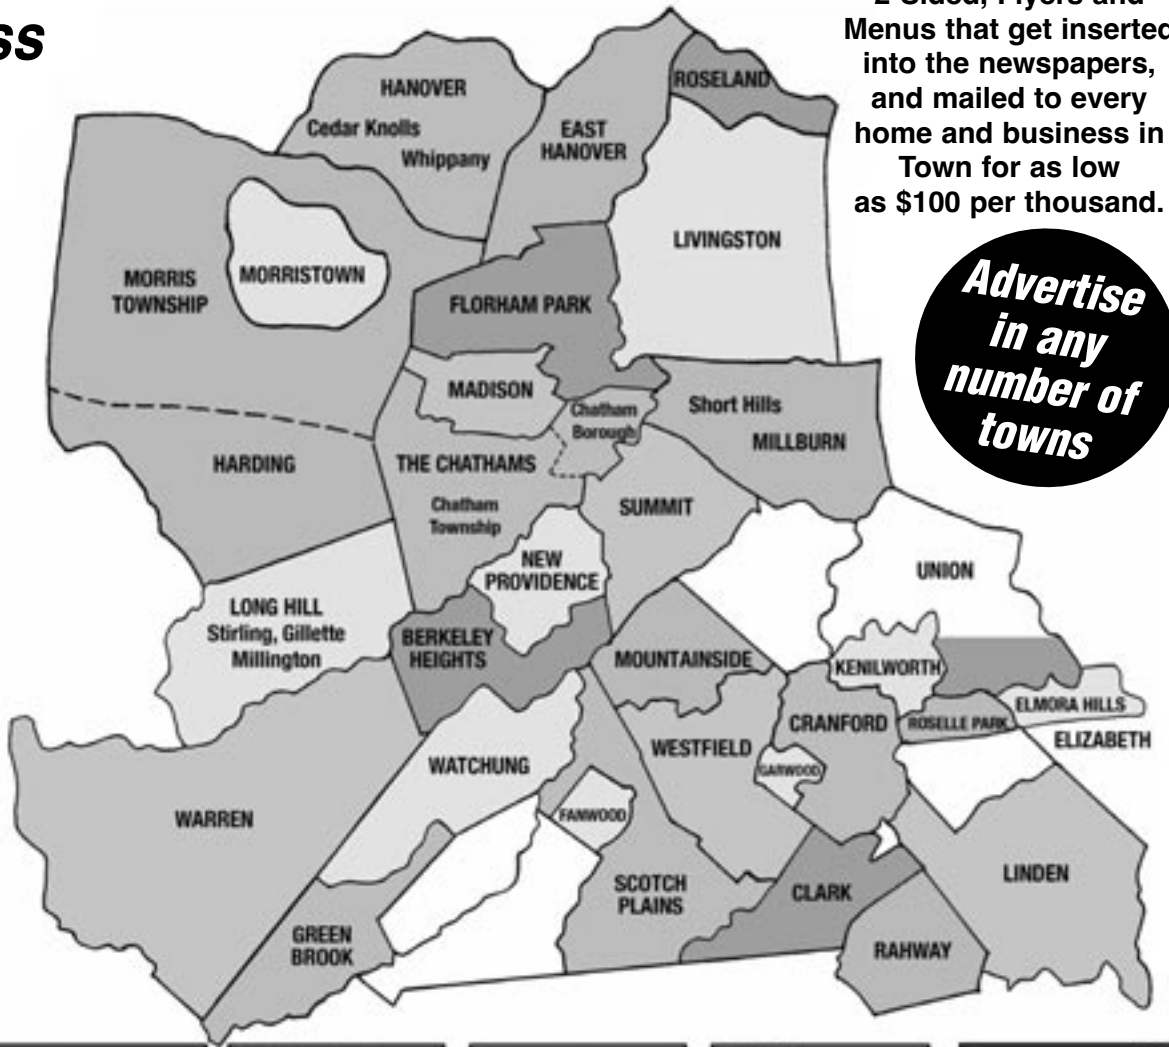 ss
2-Sided, Flyers and
Menus that get inserted
into the newspapers,
and mailed to every
home and business in
Town for as low
as $100 per thousand.
Advertise
in any
number of
towns
HANOVER
Cedar Knolls
Whippany
EAST
HANOVER
ROSELAND
LIVINGSTON
MORRIS
TOWNSHIP
MORRISTOWN
FLORHAM PARK
MADISON
Chatham
Borough
Short Hills
MILLBURN
HARDING
THE CHATHAMS
Chatham
Township
SUMMIT
NEW
PROVIDENCE
UNION
LONG HILL
Stirling, Gillette
Millington
BERKELEY
HEIGHTS
MOUNTAINSIDE
KENILWORTH
ELMORA HILLS
ROSELLE PARK
ELIZABETH
CRANFORD
WESTFIELD
GARWOOD
WATCHUNG
WARREN
FANWOOD
SCOTCH
PLAINS
CLARK
LINDEN
GREEN
BROOK
RAHWAY